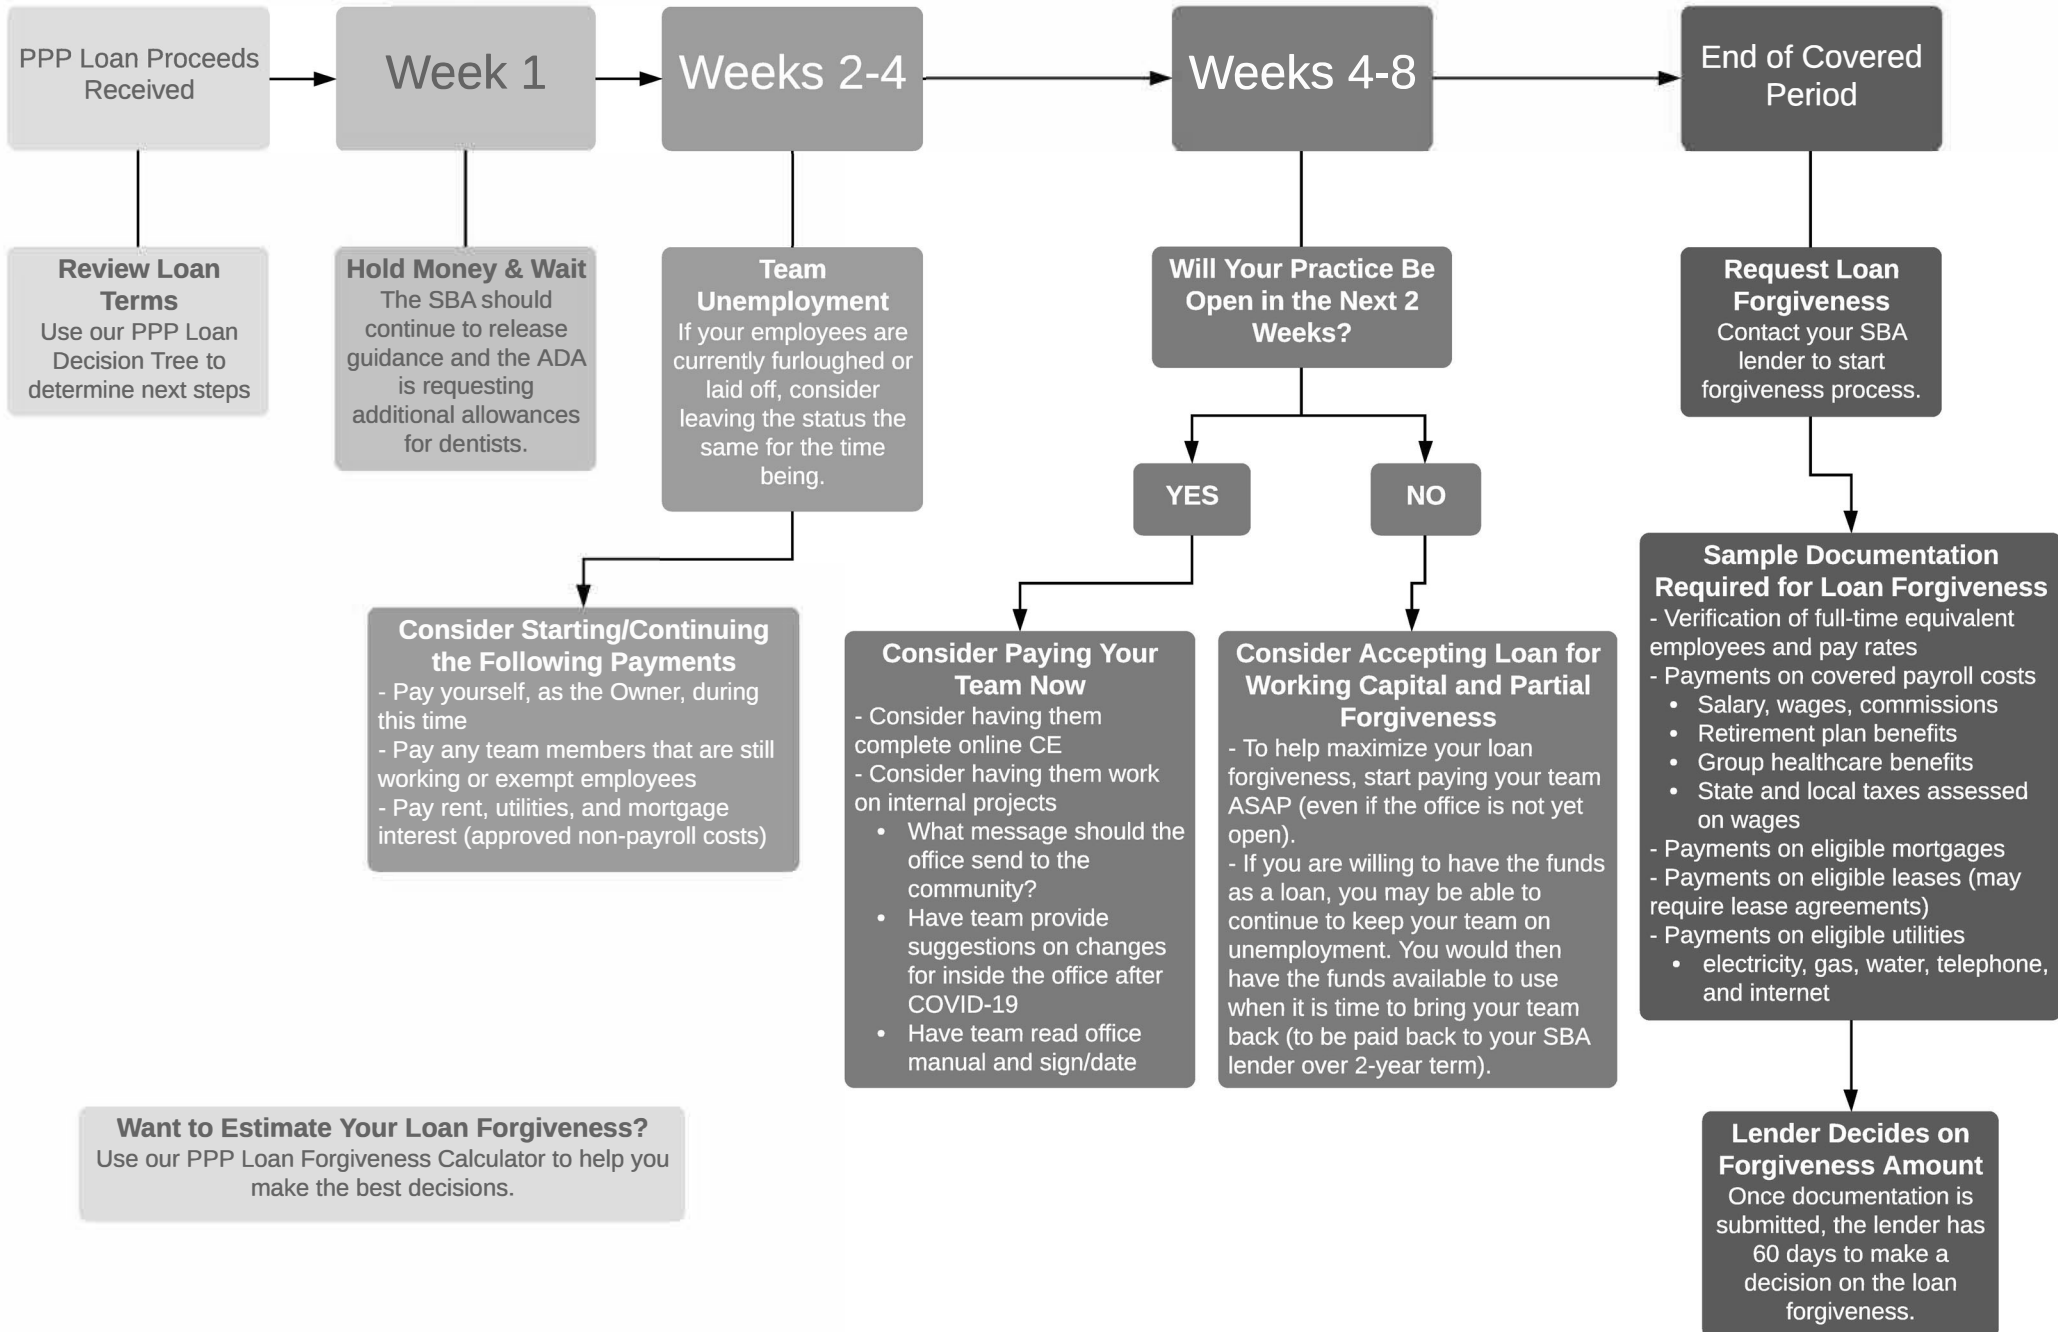 PPP Loan Proceeds
Received
Week 1
Weeks 2-4
Weeks 4-8
End of Covered
Period
Review Loan
Terms
Use our PPP Loan
Decision Tree to
determine next steps
Hold Money & Wait
The SBA should
continue to release
guidance and the ADA
is requesting
additional allowances
for dentists.
Team
Unemployment
If your employees are
currently furloughed or
laid off, consider
leaving the status the
same for the time
being.
Will Your Practice Be
Open in the Next 2
Weeks?
Request Loan
Forgiveness
Contact your SBA
lender to start
forgiveness process.
YES
NO
Consider Starting/Continuing
the Following Payments
- Pay yourself, as the Owner, during
this time
- Pay any team members that are still
working or exempt employees
- Pay rent, utilities, and mortgage
interest (approved non-payroll costs)
Consider Paying Your
Team Now
- Consider having them
complete online CE
- Consider having them work
on internal projects
• What message should the
office send to the
community?
• Have team provide
suggestions on changes
for inside the office after
COVID-19
• Have team read office
manual and sign/date
Consider Accepting Loan for
Working Capital and Partial
Forgiveness
- To help maximize your loan
forgiveness, start paying your team
ASAP (even if the office is not yet
open).
- If you are willing to have the funds
as a loan, you may be able to
continue to keep your team on
unemployment. You would then
have the funds available to use
when it is time to bring your team
back (to be paid back to your SBA
lender over 2-year term).
Sample Documentation
Required for Loan Forgiveness
- Verification of full-time equivalent
employees and pay rates
- Payments on covered payroll costs
• Salary, wages, commissions
• Retirement plan benefits
• Group healthcare benefits
• State and local taxes assessed
on wages
- Payments on eligible mortgages
- Payments on eligible leases (may
require lease agreements)
- Payments on eligible utilities
• electricity, gas, water, telephone,
and internet
Want to Estimate Your Loan Forgiveness?
Use our PPP Loan Forgiveness Calculator to help you
make the best decisions.
Lender Decides on
Forgiveness Amount
Once documentation is
submitted, the lender has
60 days to make a
decision on the loan
forgiveness.